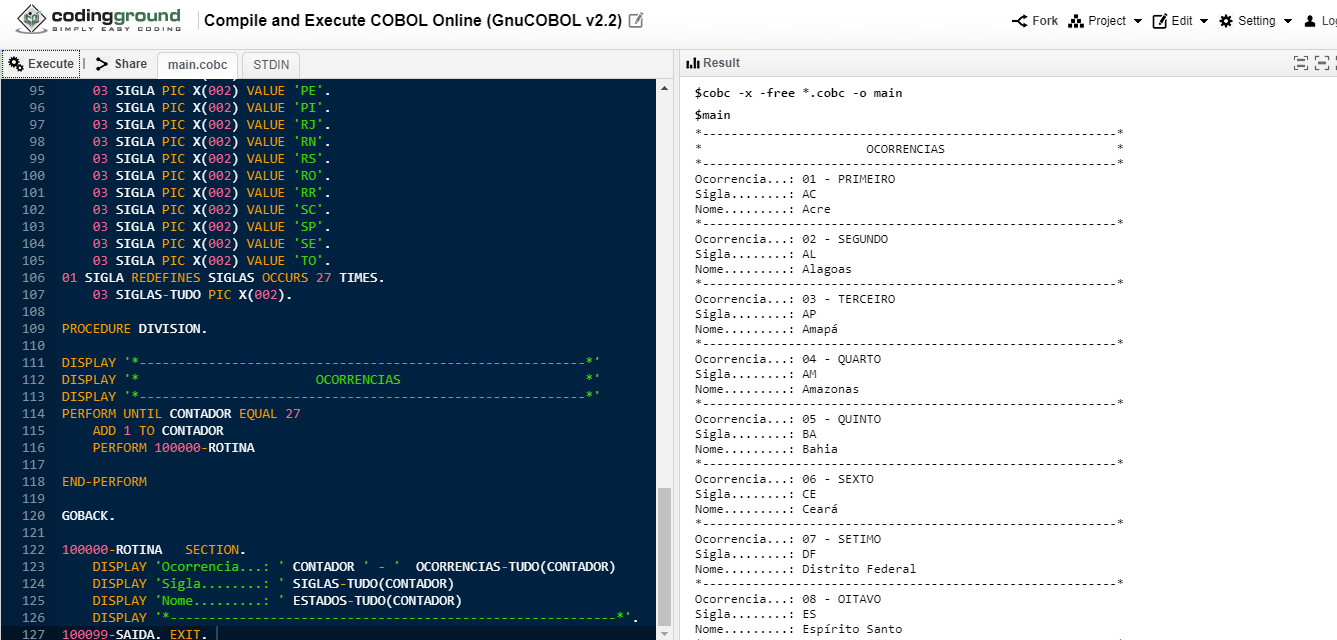 codingground
SIMPLY EASY CODING
Compile and Execute COBOL Online (GnuCOBOL v2.2)
Fork Project Edit Setting
Execute | Share main.cobc STDIN
95 03 SIGLA PIC X(002) VALUE 'PE'.
96 03 SIGLA PIC X(002) VALUE 'PI'.
97 03 SIGLA PIC X(002) VALUE 'RJ'.
98 03 SIGLA PIC X(002) VALUE 'RN'.
99 03 SIGLA PIC X(002) VALUE 'RS'.
100 03 SIGLA PIC X(002) VALUE 'RO'.
101 03 SIGLA PIC X(002) VALUE 'RR'.
102 03 SIGLA PIC X(002) VALUE 'SC'.
103 03 SIGLA PIC X(002) VALUE 'SP'.
104 03 SIGLA PIC X(002) VALUE 'SE'.
105 03 SIGLA PIC X(002) VALUE 'TO'.
106 01 SIGLA REDEFINES SIGLAS OCCURS 27 TIMES.
107 03 SIGLAS-TUDO PIC X(002).
108
109 PROCEDURE DIVISION.
110
111 DISPLAY '*----------------------------------------------------------*'
112 DISPLAY '*                       OCORRENCIAS                        *'
113 DISPLAY '*----------------------------------------------------------*'
114 PERFORM UNTIL CONTADOR EQUAL 27
115 ADD 1 TO CONTADOR
116 PERFORM 100000-ROTINA
117
118 END-PERFORM
119
120 GOBACK.
121
122 100000-ROTINA SECTION.
123 DISPLAY 'Ocorrencia...: ' CONTADOR ' - ' OCORRENCIAS-TUDO(CONTADOR)
124 DISPLAY 'Sigla........: ' SIGLAS-TUDO(CONTADOR)
125 DISPLAY 'Nome.........: ' ESTADOS-TUDO(CONTADOR)
126 DISPLAY '*----------------------------------------------------------*'.
127 100099-SAIDA. EXIT.
Result
$cobc -x -free *.cobc -o main
$main
*----------------------------------------------------------*
*                       OCORRENCIAS                        *
*----------------------------------------------------------*
Ocorrencia...: 01 - PRIMEIRO
Sigla........: AC
Nome.........: Acre
*----------------------------------------------------------*
Ocorrencia...: 02 - SEGUNDO
Sigla........: AL
Nome.........: Alagoas
*----------------------------------------------------------*
Ocorrencia...: 03 - TERCEIRO
Sigla........: AP
Nome.........: Amapá
*----------------------------------------------------------*
Ocorrencia...: 04 - QUARTO
Sigla........: AM
Nome.........: Amazonas
*----------------------------------------------------------*
Ocorrencia...: 05 - QUINTO
Sigla........: BA
Nome.........: Bahia
*----------------------------------------------------------*
Ocorrencia...: 06 - SEXTO
Sigla........: CE
Nome.........: Ceará
*----------------------------------------------------------*
Ocorrencia...: 07 - SETIMO
Sigla........: DF
Nome.........: Distrito Federal
*----------------------------------------------------------*
Ocorrencia...: 08 - OITAVO
Sigla........: ES
Nome.........: Espírito Santo